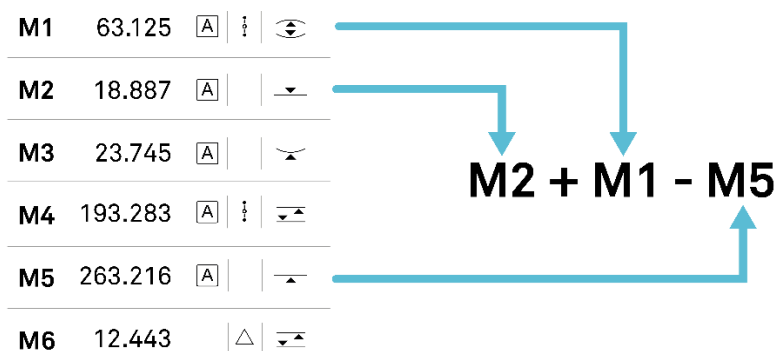 M1 63.125 A
M2 18.887 A
M3 23.745 A
M4 193.283 A
M5 263.216 A
M6 12.443
M2 + M1 - M5